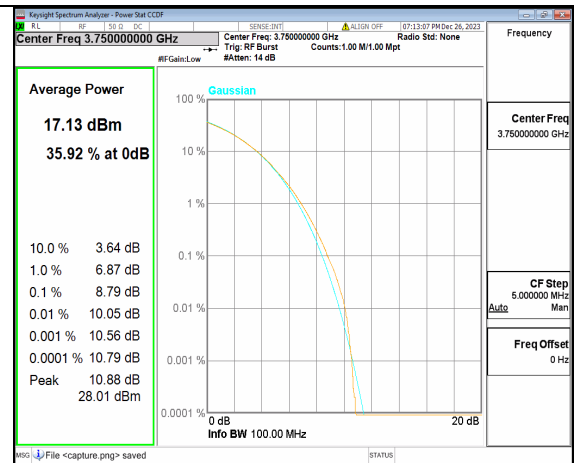 Keysight Spectrum Analyzer - Power Stat CCDF
RL RF 50 Ω DC SENSE:INT ALIGN OFF 07:13:07 PM Dec 26, 2023
Center Freq 3.750000000 GHz
Center Freq: 3.750000000 GHz Radio Std: None
Trig: RF Burst Counts:1.00 M/1.00 Mpt
#IFGain:Low #Atten: 14 dB
Frequency
Average Power
17.13 dBm
35.92 % at 0dB
10.0 % 3.64 dB
1.0 % 6.87 dB
0.1 % 8.79 dB
0.01 % 10.05 dB
0.001 % 10.56 dB
0.0001 % 10.79 dB
Peak 10.88 dB
28.01 dBm
Gaussian
100 %
10 %
1 %
0.1 %
0.01 %
0.001 %
0.0001 %
0 dB 20 dB
Info BW 100.00 MHz
Center Freq
3.750000000 GHz
CF Step
5.000000 MHz
Auto Man
Freq Offset
0 Hz
MSG File <capture.png> saved STATUS